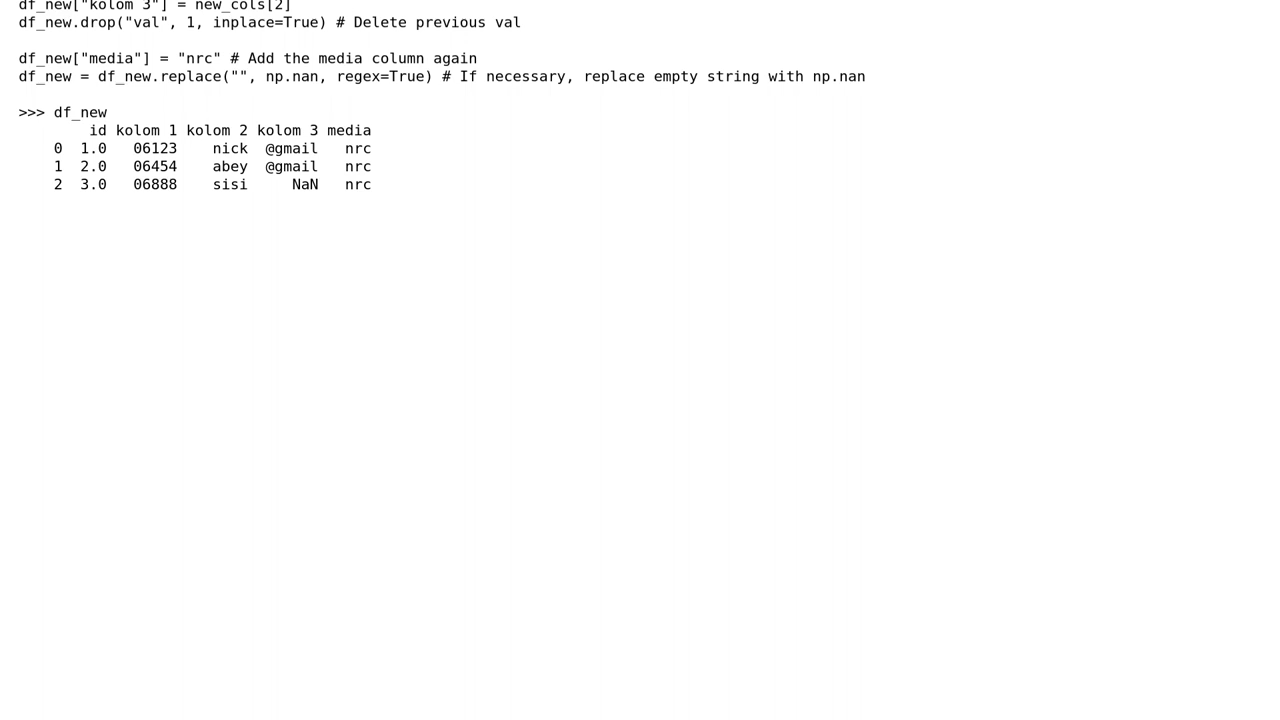 df_new["kolom 3"] = new_cols[2]
df_new.drop("val", 1, inplace=True) # Delete previous val

df_new["media"] = "nrc" # Add the media column again
df_new = df_new.replace("", np.nan, regex=True) # If necessary, replace empty string with np.nan

>>> df_new
        id kolom 1 kolom 2 kolom 3 media
    0  1.0   06123    nick  @gmail   nrc
    1  2.0   06454    abey  @gmail   nrc
    2  3.0   06888    sisi     NaN   nrc